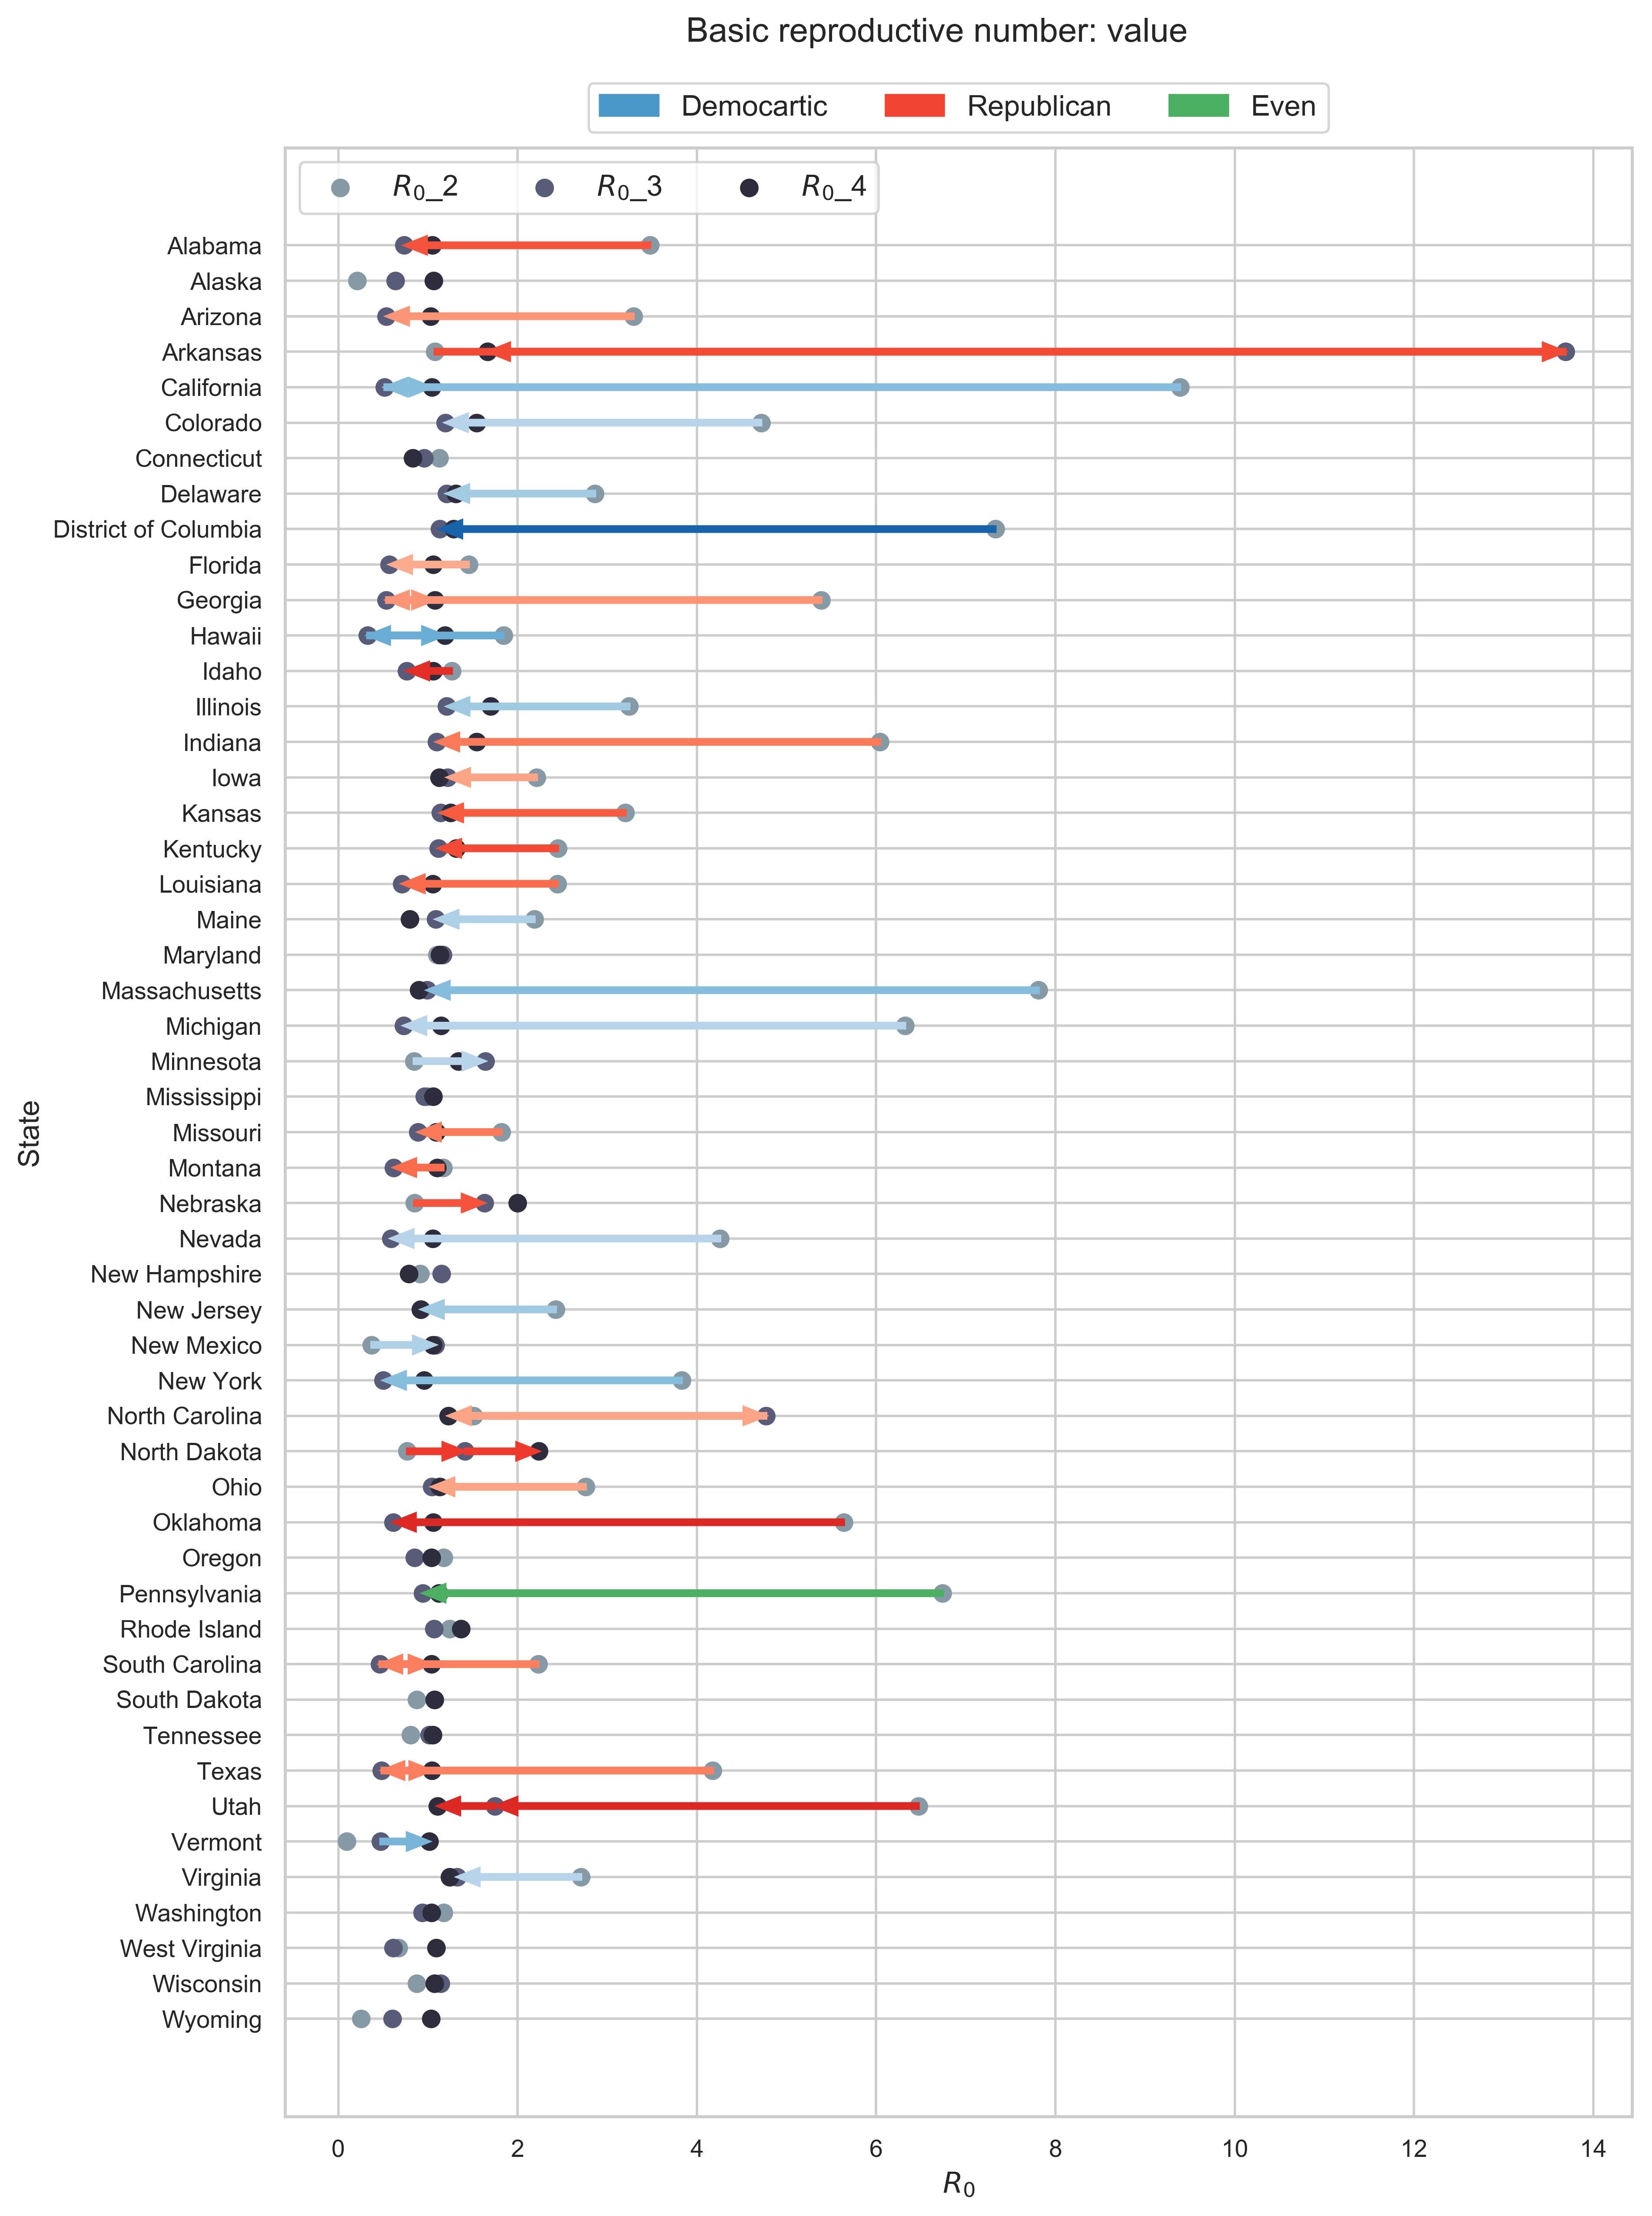 Basic reproductive number: value
Democartic Republican Even
R₀_2 R₀_3 R₀_4
Alabama
Alaska
Arizona
Arkansas
California
Colorado
Connecticut
Delaware
District of Columbia
Florida
Georgia
Hawaii
Idaho
Illinois
Indiana
Iowa
Kansas
Kentucky
Louisiana
Maine
Maryland
Massachusetts
Michigan
Minnesota
Mississippi
Missouri
Montana
Nebraska
Nevada
New Hampshire
New Jersey
New Mexico
New York
North Carolina
North Dakota
Ohio
Oklahoma
Oregon
Pennsylvania
Rhode Island
South Carolina
South Dakota
Tennessee
Texas
Utah
Vermont
Virginia
Washington
West Virginia
Wisconsin
Wyoming
State
0 2 4 6 8 10 12 14
R₀